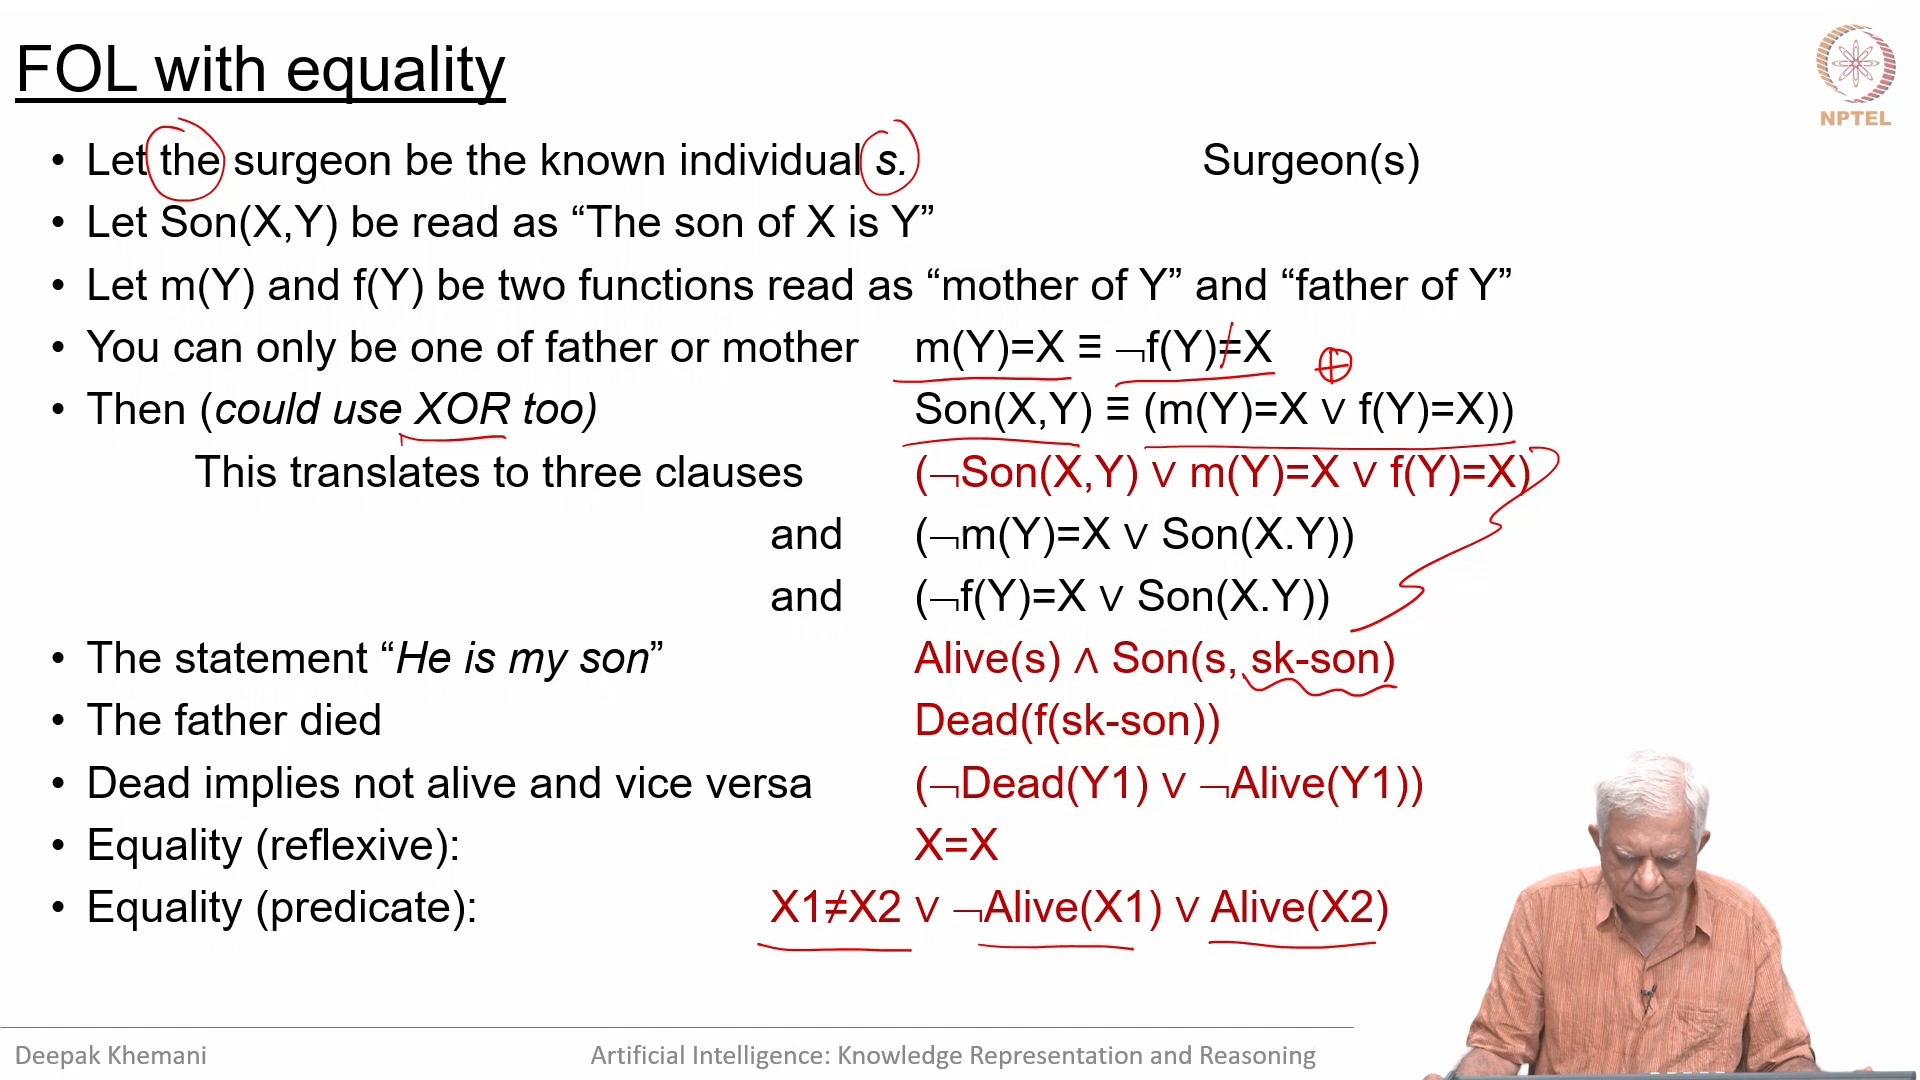 FOL with equality
NPTEL
• Let the surgeon be the known individual s. Surgeon(s)
• Let Son(X,Y) be read as “The son of X is Y”
• Let m(Y) and f(Y) be two functions read as “mother of Y” and “father of Y”
• You can only be one of father or mother m(Y)=X ≡ ¬f(Y)=X
⊕
• Then (could use XOR too) Son(X,Y) ≡ (m(Y)=X ∨ f(Y)=X))
This translates to three clauses (¬Son(X,Y) ∨ m(Y)=X ∨ f(Y)=X)
and (¬m(Y)=X ∨ Son(X.Y))
and (¬f(Y)=X ∨ Son(X.Y))
• The statement “He is my son” Alive(s) ∧ Son(s, sk-son)
• The father died Dead(f(sk-son))
• Dead implies not alive and vice versa (¬Dead(Y1) ∨ ¬Alive(Y1))
• Equality (reflexive): X=X
• Equality (predicate): X1≠X2 ∨ ¬Alive(X1) ∨ Alive(X2)
Deepak Khemani Artificial Intelligence: Knowledge Representation and Reasoning